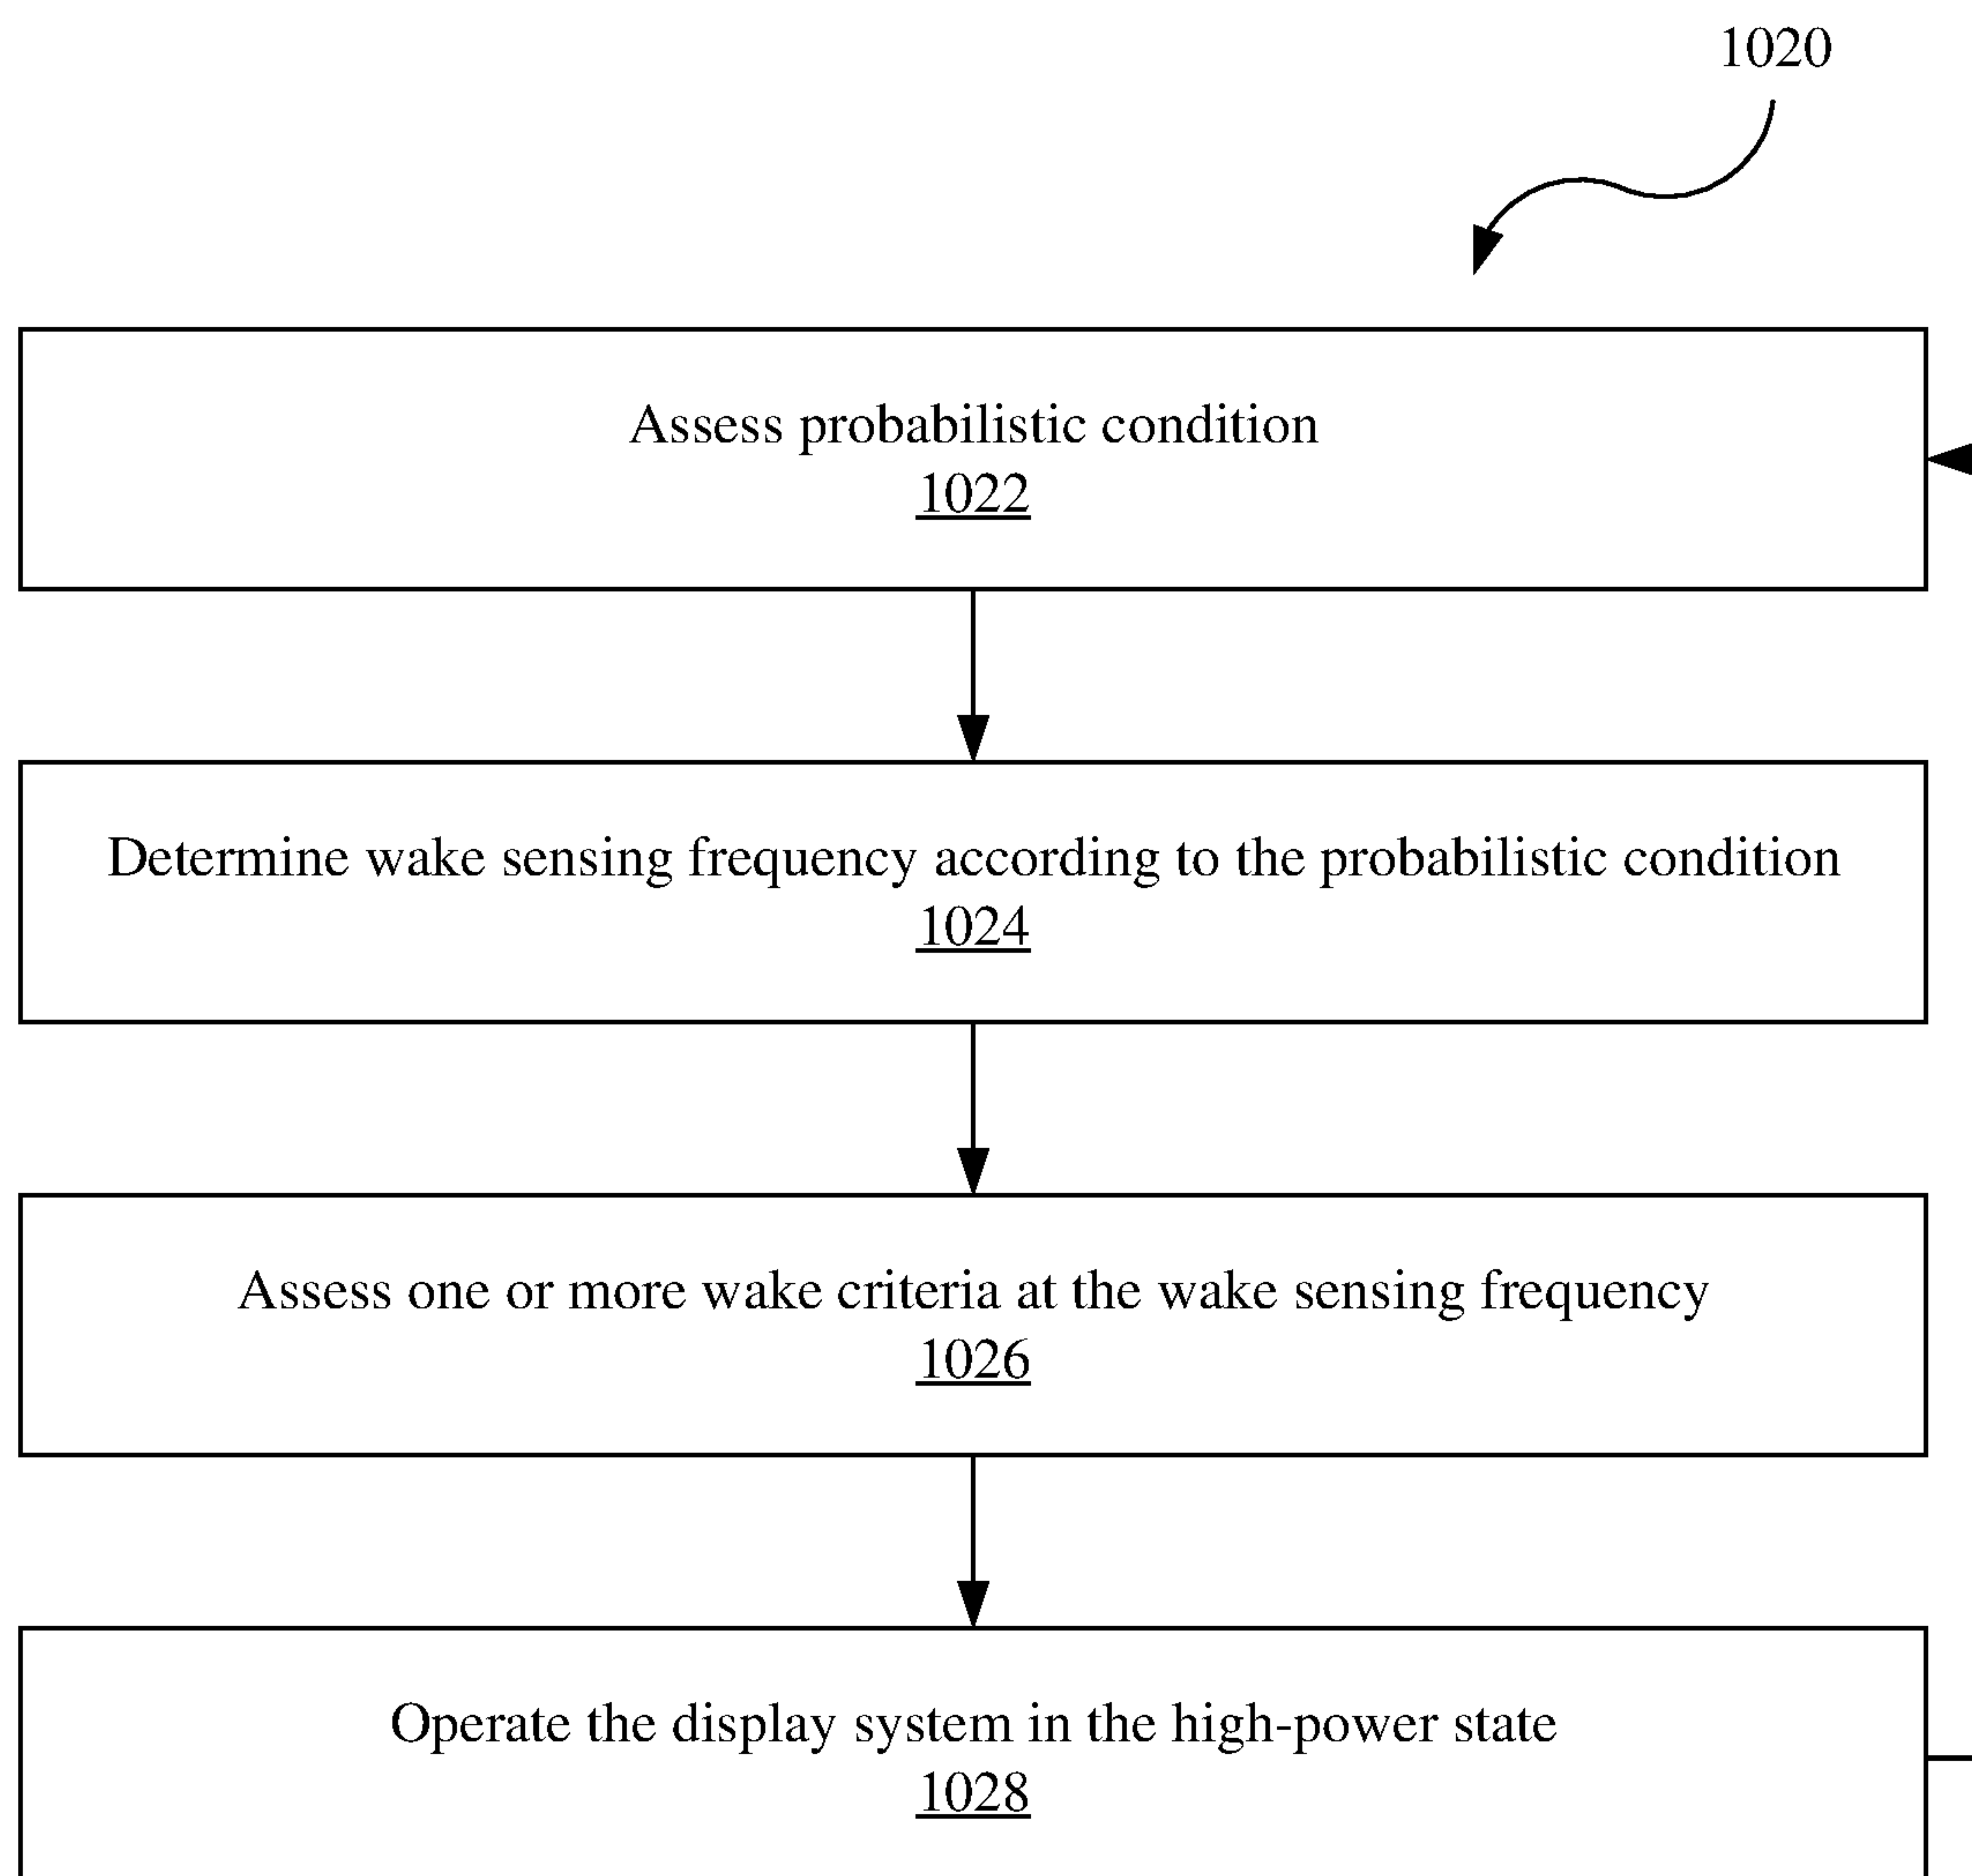 1020
Assess probabilistic condition
1022
Determine wake sensing frequency according to the probabilistic condition
1024
Assess one or more wake criteria at the wake sensing frequency
1026
Operate the display system in the high-power state
1028